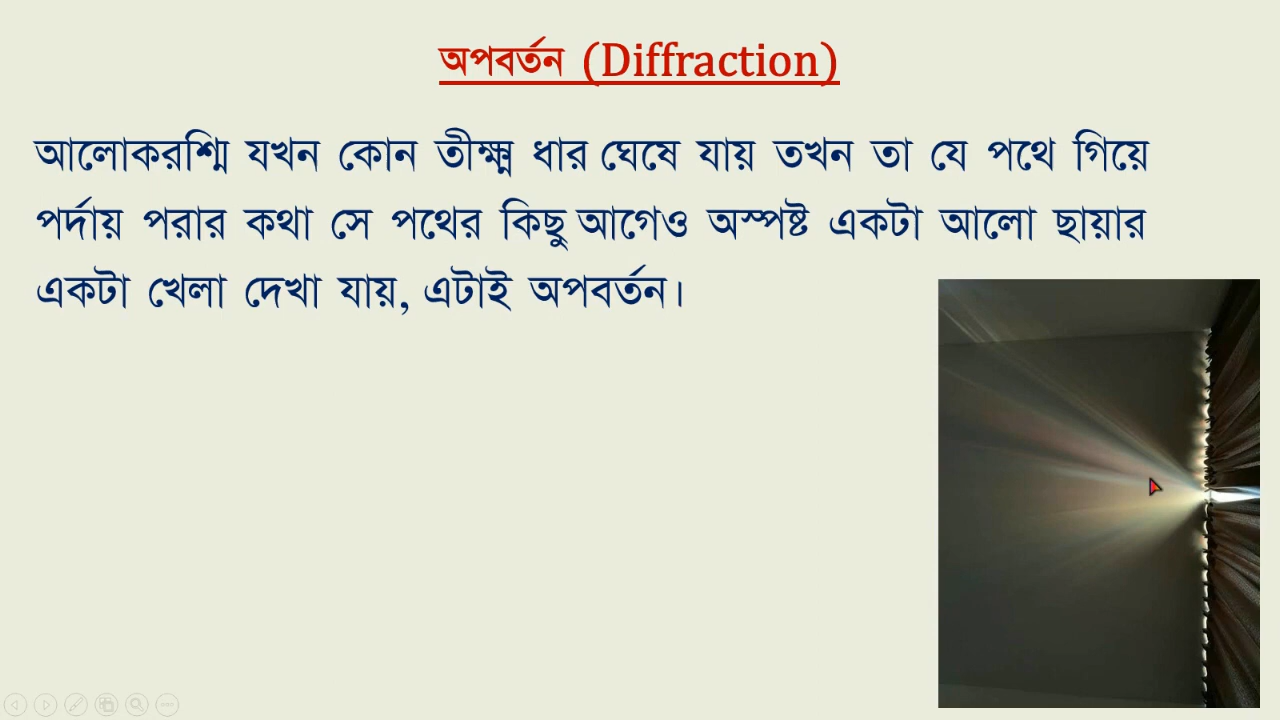 অপবর্তন (Diffraction)
আলোকরশ্মি যখন কোন তীক্ষ্ণ ধার ঘেষে যায় তখন তা যে পথে গিয়ে
পর্দায় পরার কথা সে পথের কিছু আগেও অস্পষ্ট একটা আলো ছায়ার
একটা খেলা দেখা যায়, এটাই অপবর্তন।